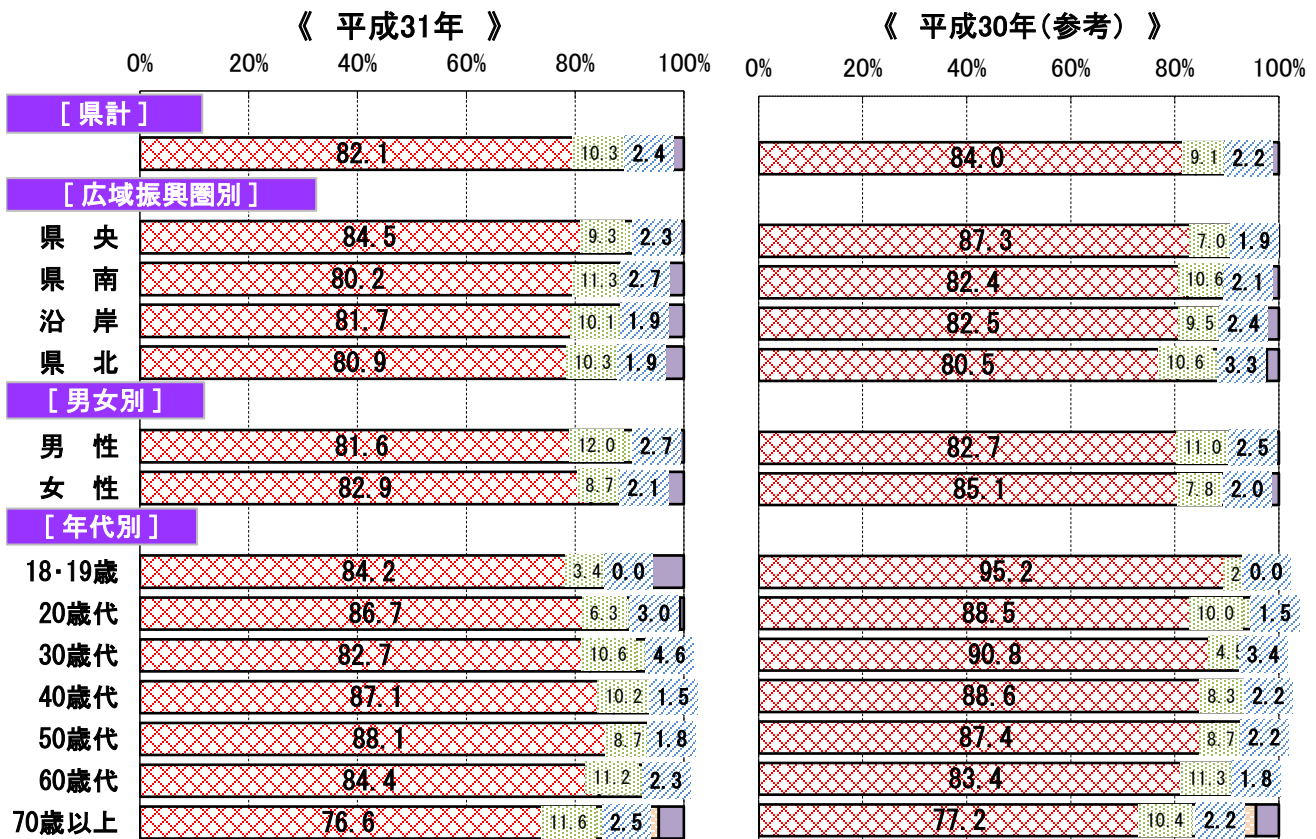 《 平成31年 》 《 平成30年(参考) 》
0% 20% 40% 60% 80% 100% 0% 20% 40% 60% 80% 100%
[ 県計 ]
82.1 10.3 2.4 84.0 9.1 2.2
[ 広域振興圏別 ]
県 央 84.5 9.3 2.3 87.3 7.0 1.9
県 南 80.2 11.3 2.7 82.4 10.6 2.1
沿 岸 81.7 10.1 1.9 82.5 9.5 2.4
県 北 80.9 10.3 1.9 80.5 10.6 3.3
[ 男女別 ]
男 性 81.6 12.0 2.7 82.7 11.0 2.5
女 性 82.9 8.7 2.1 85.1 7.8 2.0
[ 年代別 ]
18・19歳 84.2 3.4 0.0 95.2 2 0.0
20歳代 86.7 6.3 3.0 88.5 10.0 1.5
30歳代 82.7 10.6 4.6 90.8 3.4
40歳代 87.1 10.2 1.5 88.6 8.3 2.2
50歳代 88.1 8.7 1.8 87.4 8.7 2.2
60歳代 84.4 11.2 2.3 83.4 11.3 1.8
70歳以上 76.6 11.6 2.5 77.2 10.4 2.2